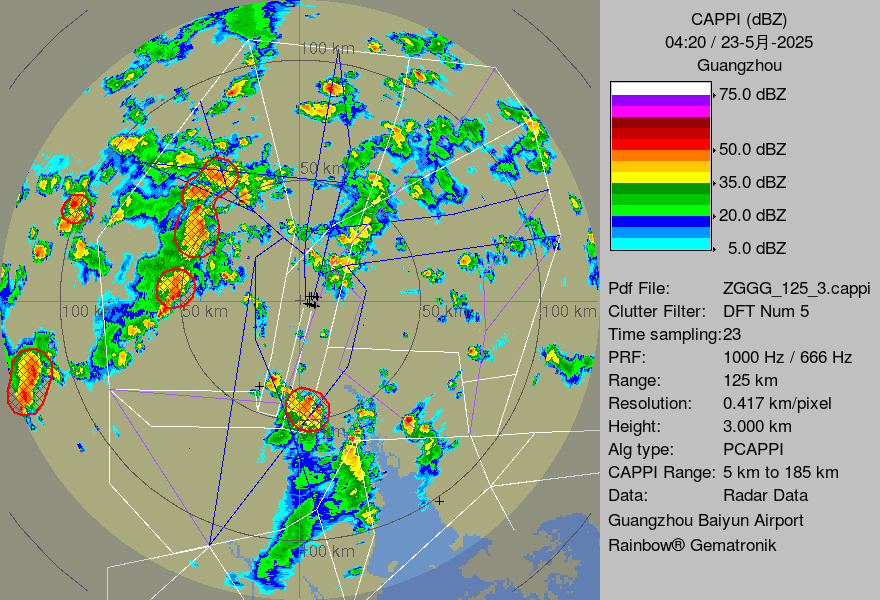 CAPPI (dBZ)
04:20 / 23-5月-2025
Guangzhou
75.0 dBZ
50.0 dBZ
35.0 dBZ
20.0 dBZ
5.0 dBZ
Pdf File: ZGGG_125_3.cappi
Clutter Filter: DFT Num 5
Time sampling:23
PRF: 1000 Hz / 666 Hz
Range: 125 km
Resolution: 0.417 km/pixel
Height: 3.000 km
Alg type: PCAPPI
CAPPI Range: 5 km to 185 km
Data: Radar Data
Guangzhou Baiyun Airport
Rainbow® Gematronik
100 km
50 km
100 km
50 km
50 km
100 km
100 km